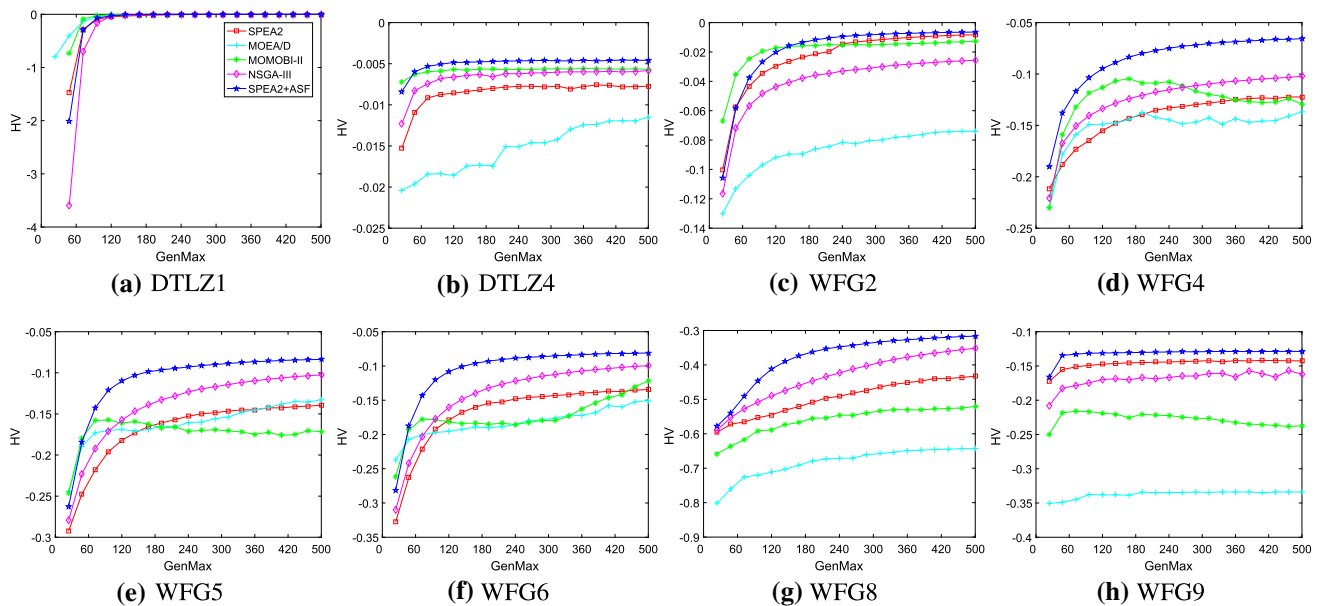 0
-1
-2
-3
-4
HV
0 60 120 180 240 300 360 420 500
GenMax
SPEA2
MOEA/D
MOMOBI-II
NSGA-III
SPEA2+ASF
(a) DTLZ1
0
-0.005
-0.01
-0.015
-0.02
-0.025
HV
0 60 120 180 240 300 360 420 500
GenMax
(b) DTLZ4
0
-0.02
-0.04
-0.06
-0.08
-0.1
-0.12
-0.14
HV
0 60 120 180 240 300 360 420 500
GenMax
(c) WFG2
-0.05
-0.1
-0.15
-0.2
-0.25
HV
0 60 120 180 240 300 360 420 500
GenMax
(d) WFG4
-0.05
-0.1
-0.15
-0.2
-0.25
-0.3
HV
0 60 120 180 240 300 360 420 500
GenMax
(e) WFG5
-0.05
-0.1
-0.15
-0.2
-0.25
-0.3
-0.35
HV
0 60 120 180 240 300 360 420 500
GenMax
(f) WFG6
-0.3
-0.4
-0.5
-0.6
-0.7
-0.8
-0.9
HV
0 60 120 180 240 300 360 420 500
GenMax
(g) WFG8
-0.1
-0.15
-0.2
-0.25
-0.3
-0.35
-0.4
HV
0 60 120 180 240 300 360 420 500
GenMax
(h) WFG9